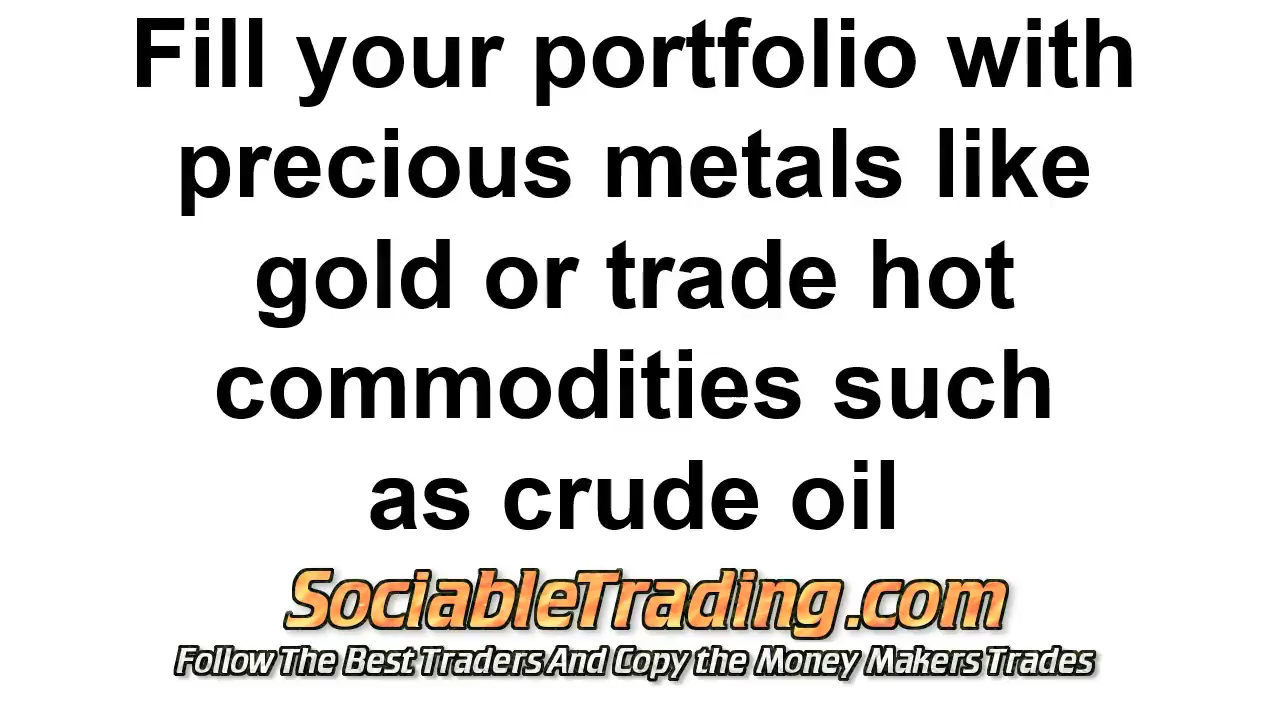 Fill your portfolio with
precious metals like
gold or trade hot
commodities such
as crude oil
SociableTrading.com
Follow The Best Traders And Copy the Money Makers Trades